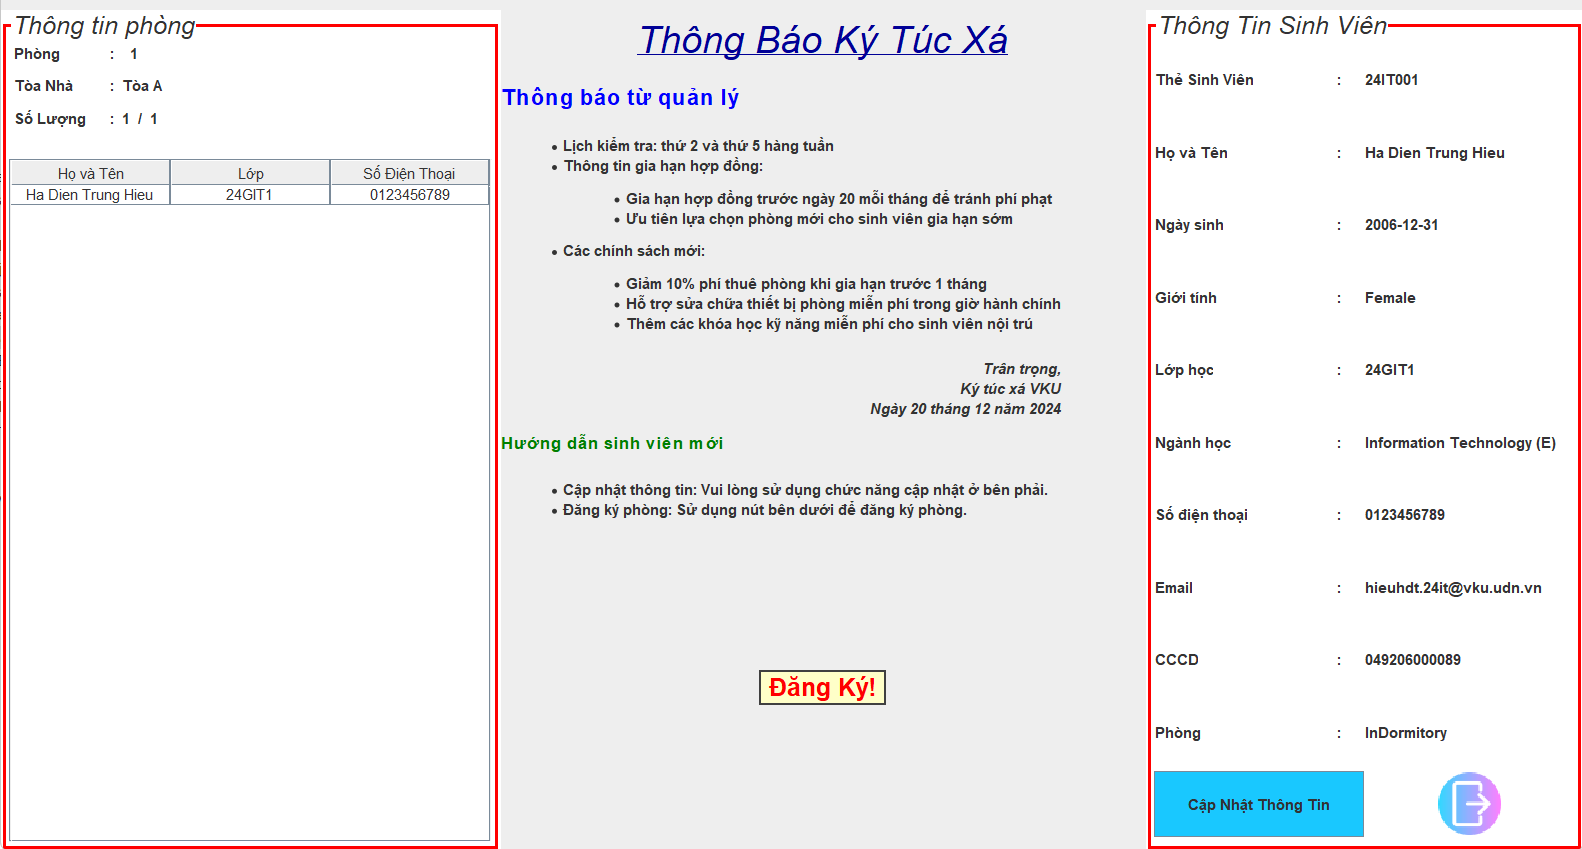 Thông tin phòng
Phòng : 1
Tòa Nhà : Tòa A
Số Lượng : 1 / 1
Họ và Tên Lớp Số Điện Thoại
Ha Dien Trung Hieu 24GIT1 0123456789
Thông Báo Ký Túc Xá
Thông báo từ quản lý
• Lịch kiểm tra: thứ 2 và thứ 5 hàng tuần
• Thông tin gia hạn hợp đồng:
• Gia hạn hợp đồng trước ngày 20 mỗi tháng để tránh phí phạt
• Ưu tiên lựa chọn phòng mới cho sinh viên gia hạn sớm
• Các chính sách mới:
• Giảm 10% phí thuê phòng khi gia hạn trước 1 tháng
• Hỗ trợ sửa chữa thiết bị phòng miễn phí trong giờ hành chính
• Thêm các khóa học kỹ năng miễn phí cho sinh viên nội trú
Trân trọng,
Ký túc xá VKU
Ngày 20 tháng 12 năm 2024
Hướng dẫn sinh viên mới
• Cập nhật thông tin: Vui lòng sử dụng chức năng cập nhật ở bên phải.
• Đăng ký phòng: Sử dụng nút bên dưới để đăng ký phòng.
Đăng Ký!
Thông Tin Sinh Viên
Thẻ Sinh Viên : 24IT001
Họ và Tên : Ha Dien Trung Hieu
Ngày sinh : 2006-12-31
Giới tính : Female
Lớp học : 24GIT1
Ngành học : Information Technology (E)
Số điện thoại : 0123456789
Email : hieuhdt.24it@vku.udn.vn
CCCD : 049206000089
Phòng : InDormitory
Cập Nhật Thông Tin